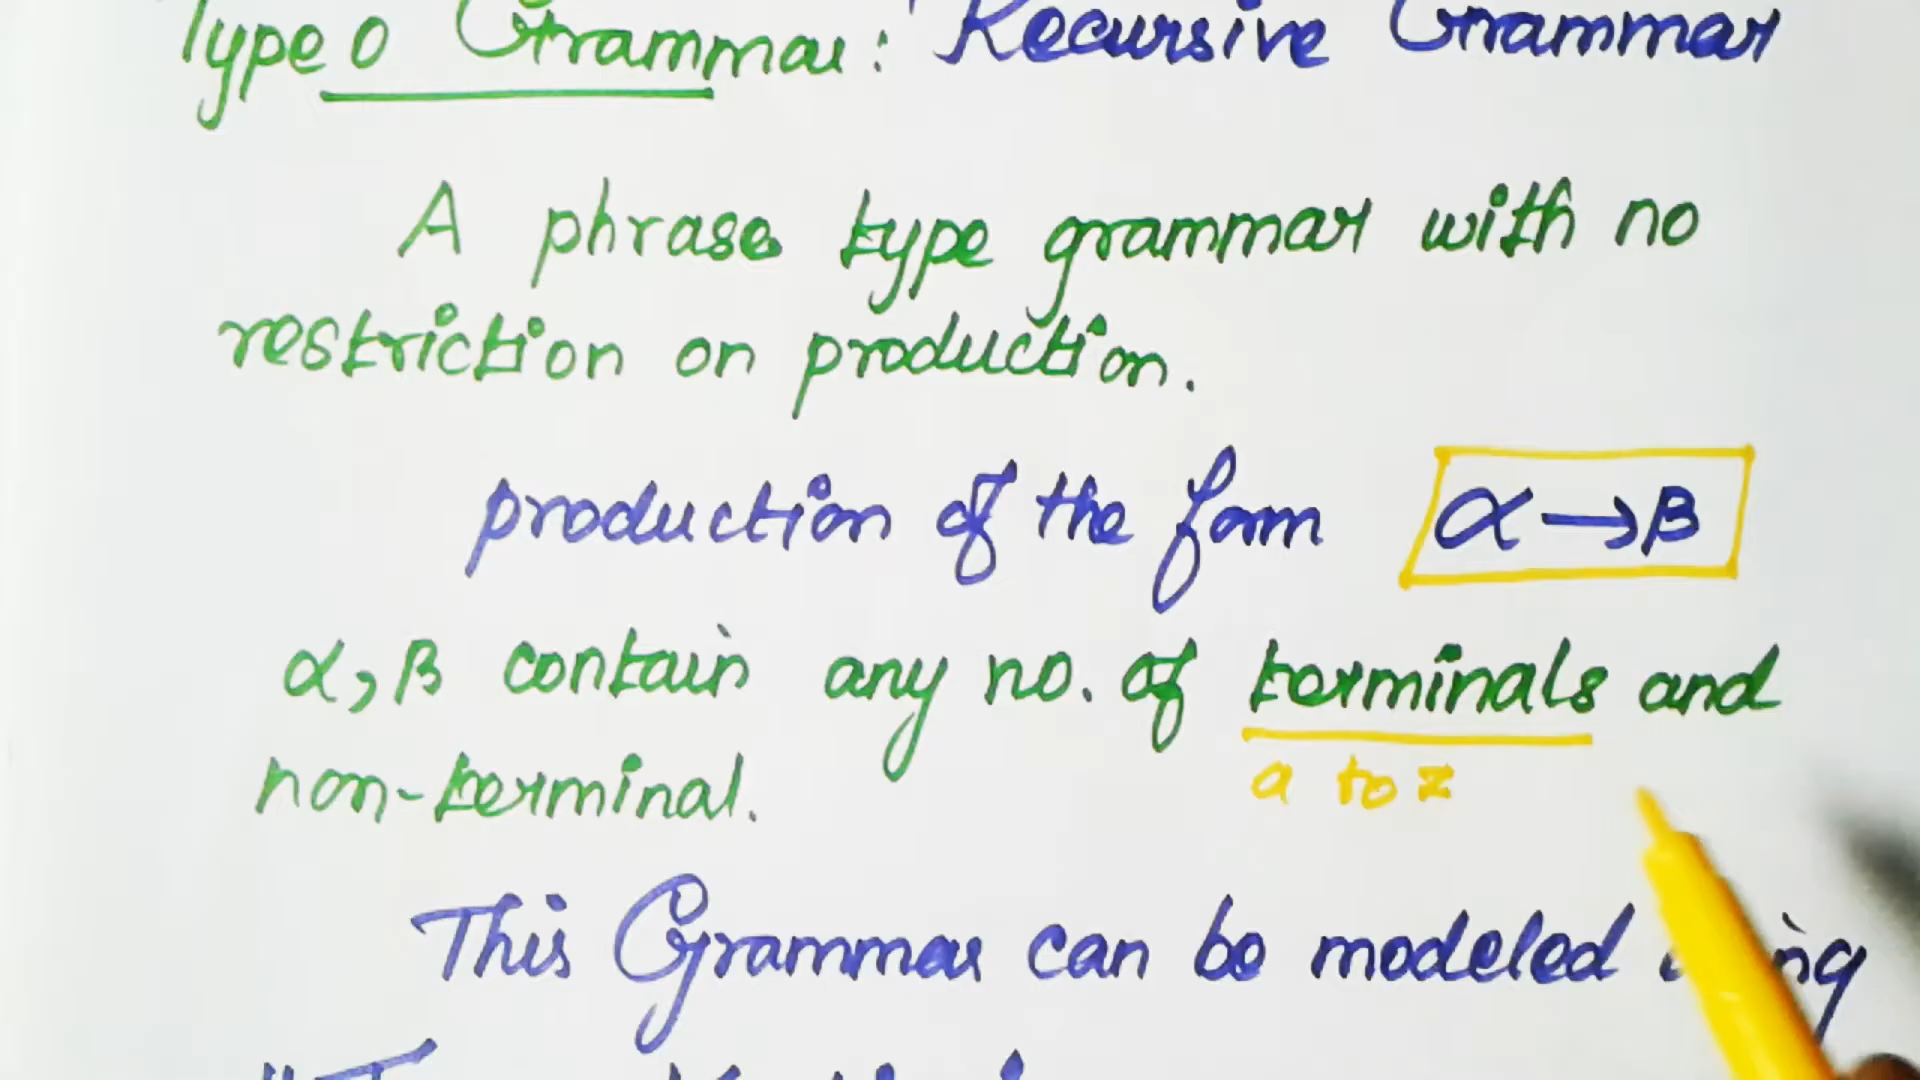 Type 0 Grammar: Recursive Grammar
A phrase type grammar with no
restriction on production.
production of the form α → β
α, β contain any no. of terminals and
a to z
non-terminal.
This Grammar can be modeled